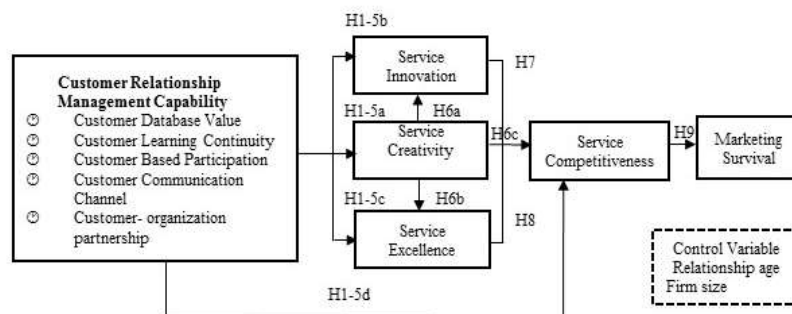 H1-5b
Customer Relationship
Management Capability
Customer Database Value
Customer Learning Continuity
Customer Based Participation
Customer Communication
Channel
Customer- organization
partnership
Service
Innovation
H7
H1-5a
H6a
Service
Creativity
H6c
H1-5c
H6b
Service
Excellence
H8
Service
Competitiveness
H9
Marketing
Survival
H1-5d
Control Variable
Relationship age
Firm size